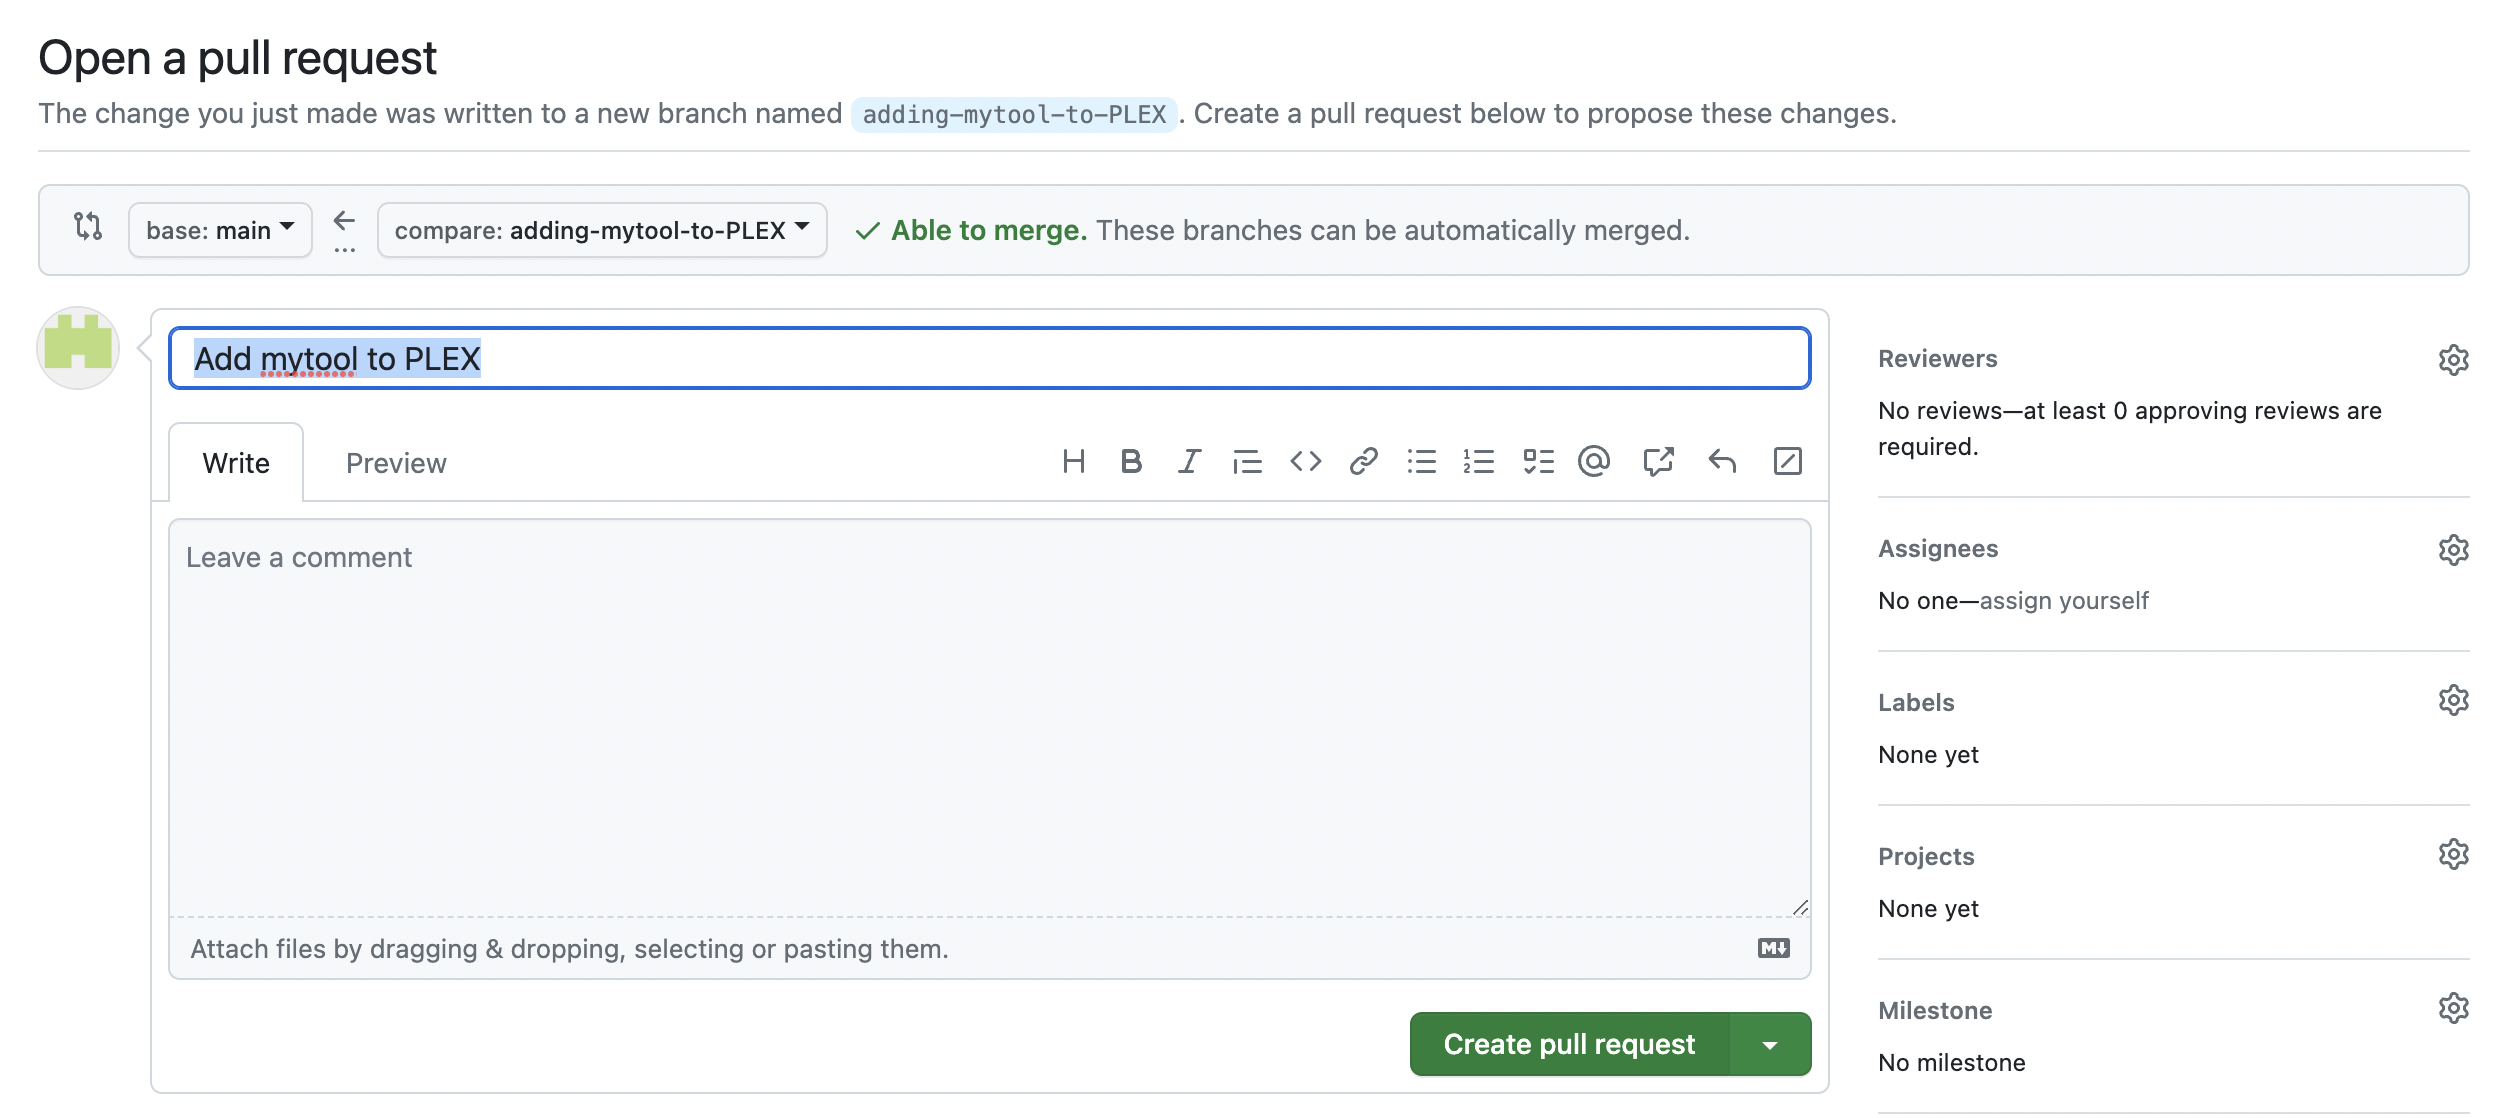 Open a pull request
The change you just made was written to a new branch named adding-mytool-to-PLEX. Create a pull request below to propose these changes.
base: main
compare: adding-mytool-to-PLEX
Able to merge. These branches can be automatically merged.
Add mytool to PLEX
Write
Preview
Leave a comment
Attach files by dragging & dropping, selecting or pasting them.
Create pull request
Reviewers
No reviews—at least 0 approving reviews are
required.
Assignees
No one—assign yourself
Labels
None yet
Projects
None yet
Milestone
No milestone